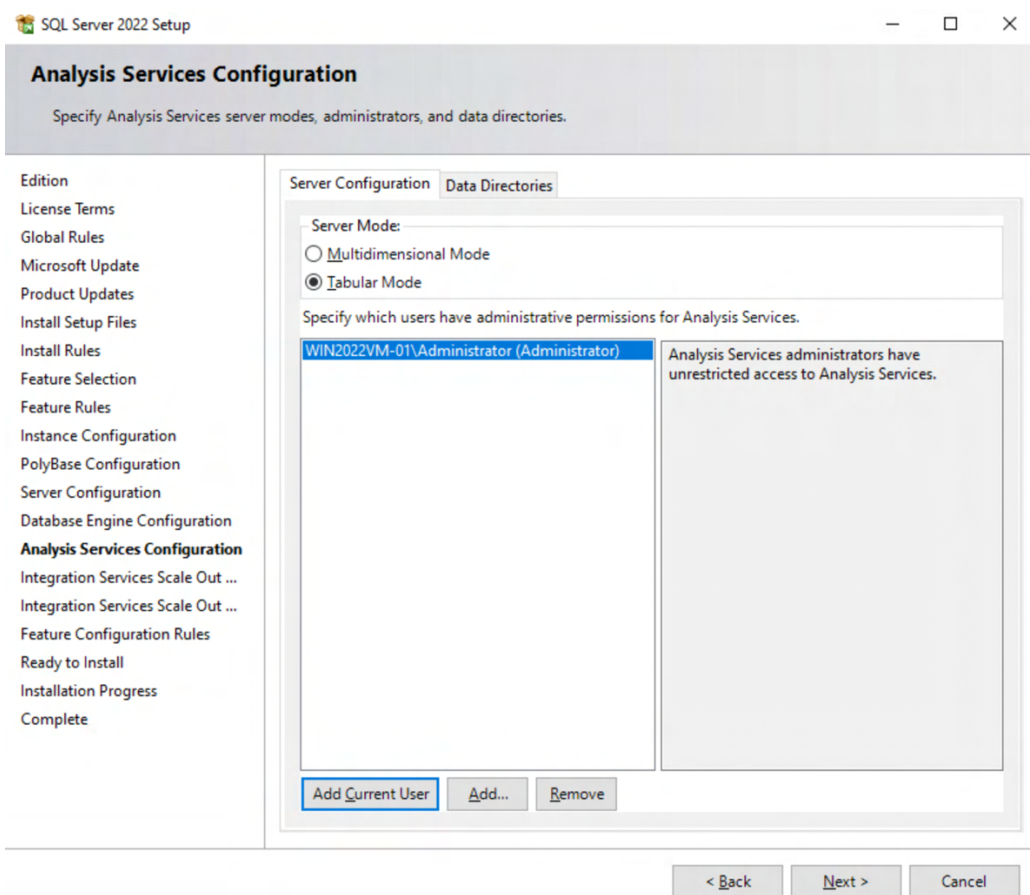 SQL Server 2022 Setup
Analysis Services Configuration
Specify Analysis Services server modes, administrators, and data directories.
Edition
License Terms
Global Rules
Microsoft Update
Product Updates
Install Setup Files
Install Rules
Feature Selection
Feature Rules
Instance Configuration
PolyBase Configuration
Server Configuration
Database Engine Configuration
Analysis Services Configuration
Integration Services Scale Out ...
Integration Services Scale Out ...
Feature Configuration Rules
Ready to Install
Installation Progress
Complete
Server Configuration
Data Directories
Server Mode:
Multidimensional Mode
Tabular Mode
Specify which users have administrative permissions for Analysis Services.
WIN2022VM-01\Administrator (Administrator)
Analysis Services administrators have
unrestricted access to Analysis Services.
Add Current User
Add...
Remove
< Back
Next >
Cancel